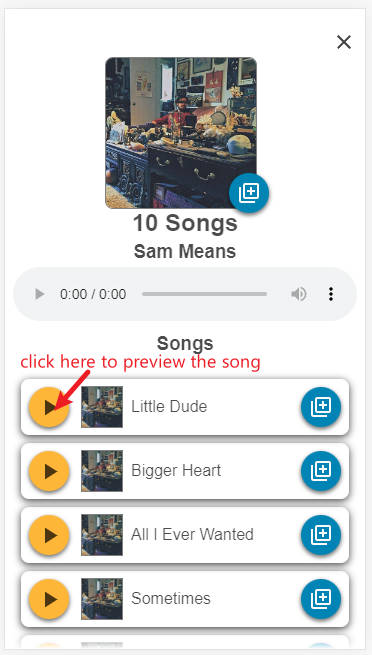 10 Songs
Sam Means
0:00 / 0:00
Songs
click here to preview the song
Little Dude
Bigger Heart
All I Ever Wanted
Sometimes